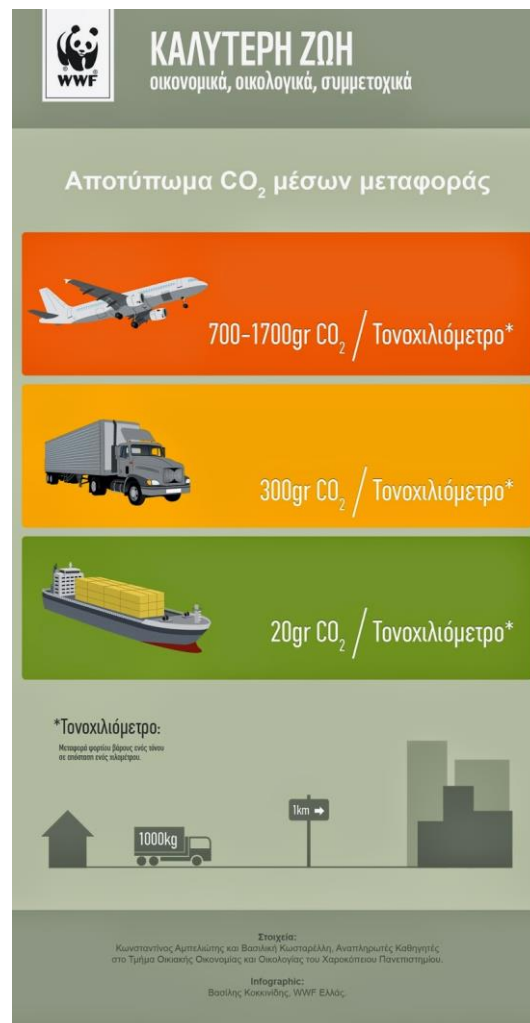 WWF
ΚΑΛΥΤΕΡΗ ΖΩΗ
οικονομικά, οικολογικά, συμμετοχικά
Αποτύπωμα CO₂ μέσων μεταφοράς
700-1700gr CO₂ / Τονοχιλιόμετρο*
300gr CO₂ / Τονοχιλιόμετρο*
20gr CO₂ / Τονοχιλιόμετρο*
*Τονοχιλιόμετρο:
Μεταφορά φορτίου βάρους ενός τόνου
σε απόσταση ενός χιλομέτρου.
1km ➡
1000kg
Στοιχεία:
Κωνσταντίνος Αμπελιώτης και Βασιλική Κωσταρέλλη, Αναπληρωτές Καθηγητές
στο Τμήμα Οικιακής Οικονομίας και Οικολογίας του Χαροκόπειου Πανεπιστημίου.
Infographic:
Βασίλης Κοκκινίδης, WWF Ελλάς.